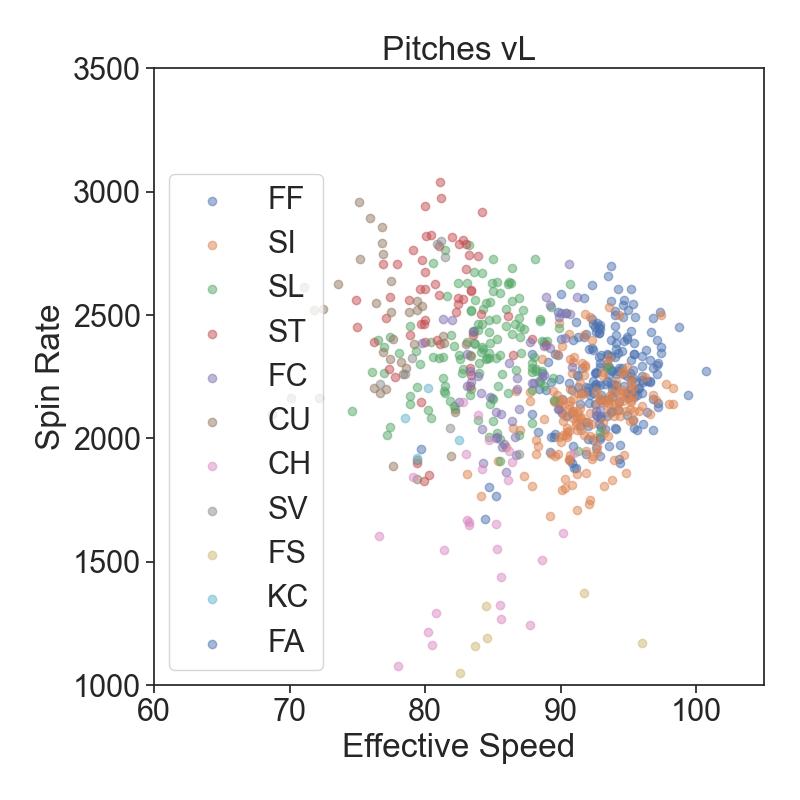 Pitches vL
3500
3000
2500
2000
1500
1000
Spin Rate
FF
SI
SL
ST
FC
CU
CH
SV
FS
KC
FA
60 70 80 90 100
Effective Speed